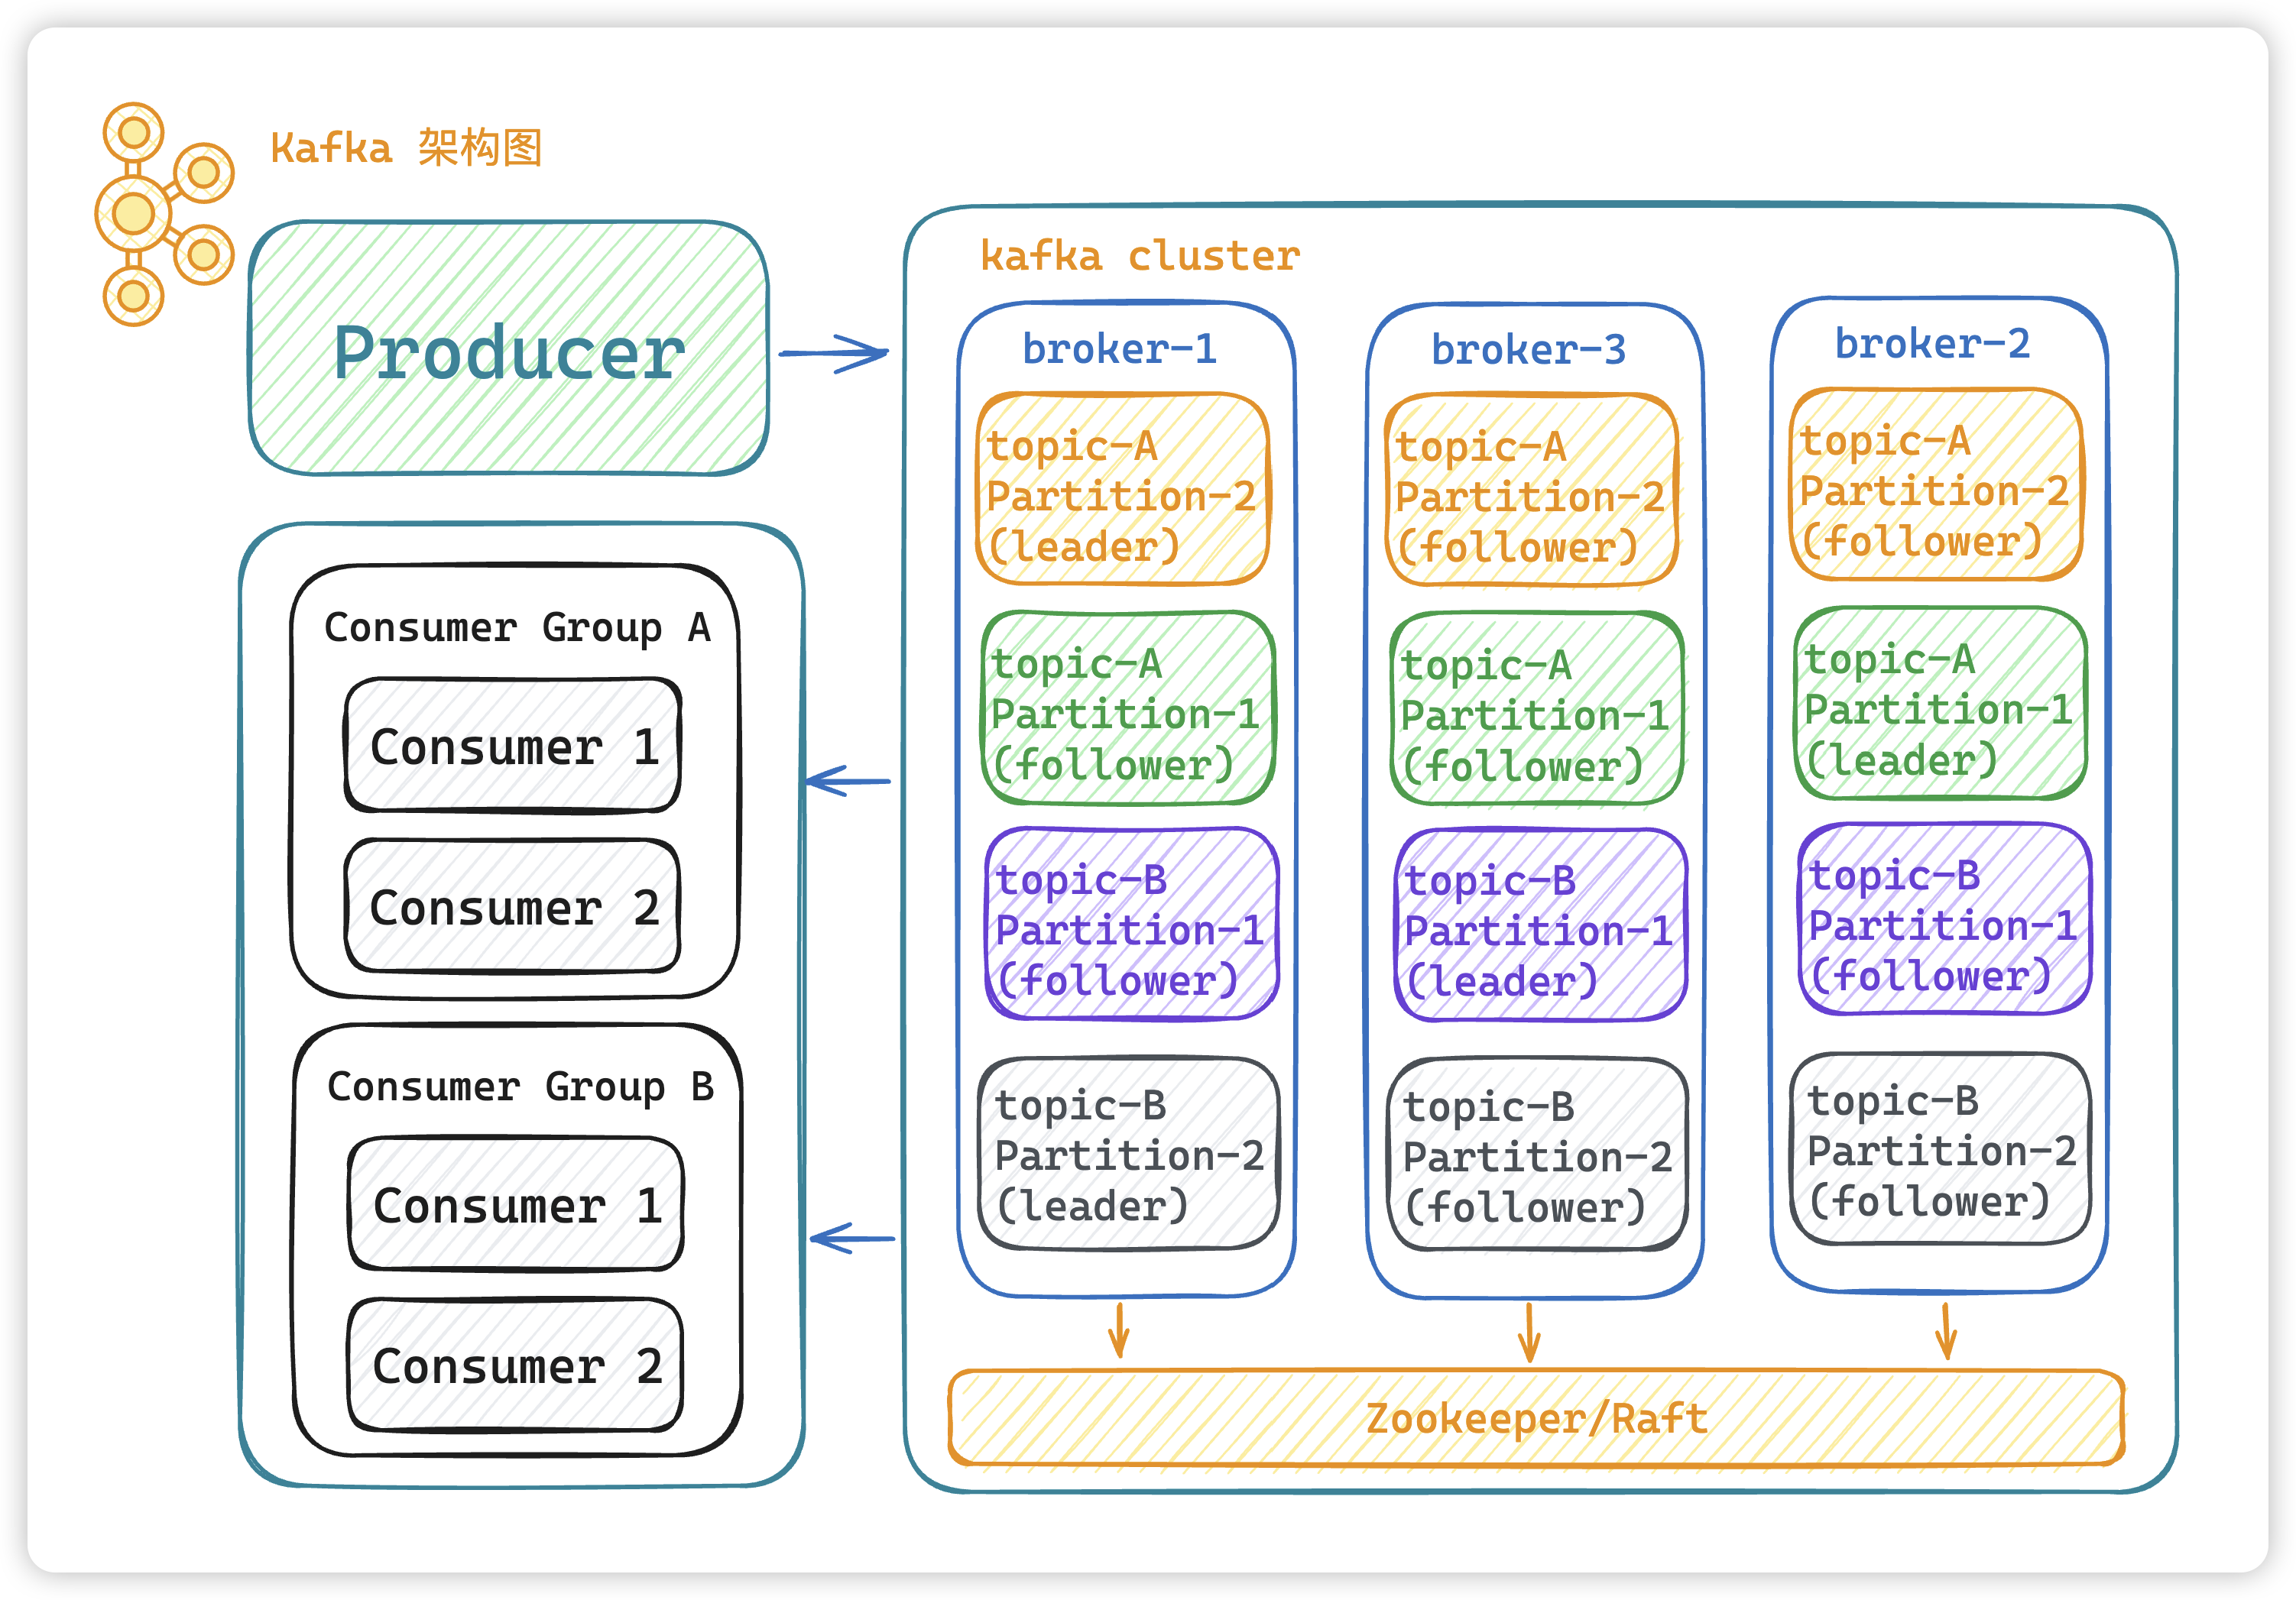 Kafka 架构图
Producer
Consumer Group A
Consumer 1
Consumer 2
Consumer Group B
Consumer 1
Consumer 2
kafka cluster
broker-1
topic-A
Partition-2
(leader)
topic-A
Partition-1
(follower)
topic-B
Partition-1
(follower)
topic-B
Partition-2
(leader)
broker-3
topic-A
Partition-2
(follower)
topic-A
Partition-1
(follower)
topic-B
Partition-1
(leader)
topic-B
Partition-2
(follower)
broker-2
topic-A
Partition-2
(follower)
topic-A
Partition-1
(leader)
topic-B
Partition-1
(follower)
topic-B
Partition-2
(follower)
Zookeeper/Raft